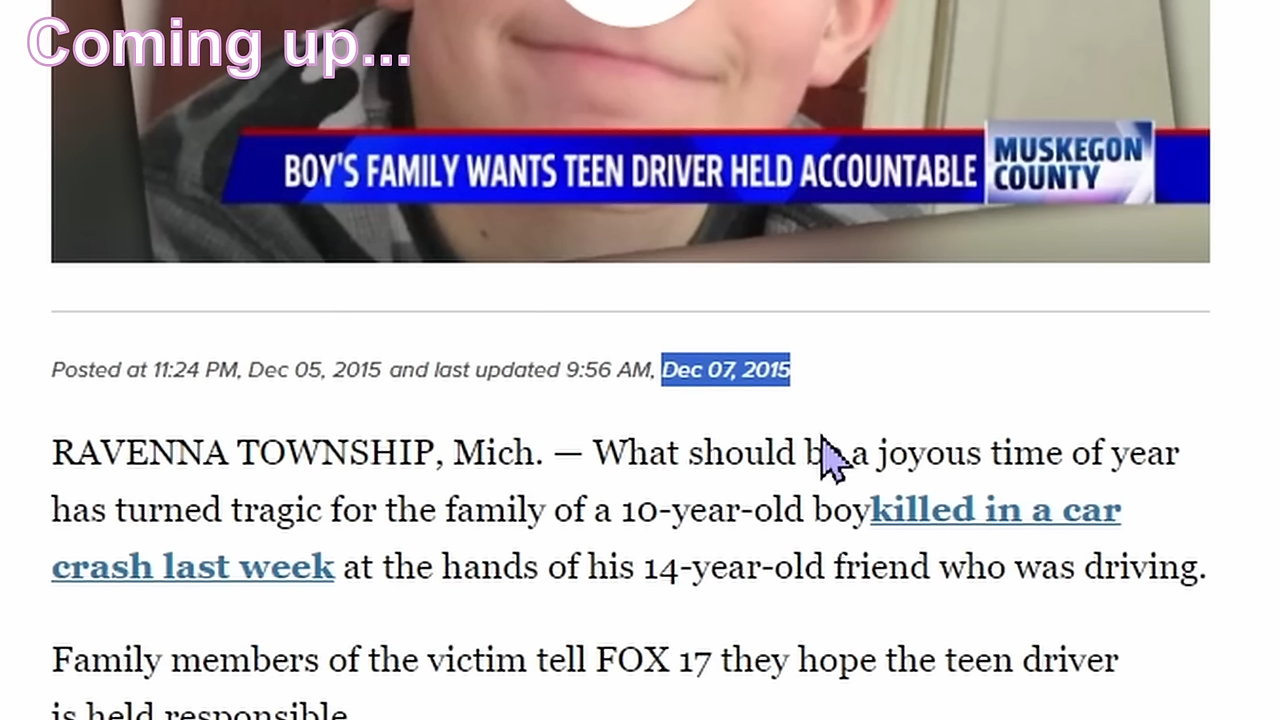 Coming up...
BOY'S FAMILY WANTS TEEN DRIVER HELD ACCOUNTABLE
MUSKEGON
COUNTY
Posted at 11:24 PM, Dec 05, 2015 and last updated 9:56 AM, Dec 07, 2015
RAVENNA TOWNSHIP, Mich. — What should be a joyous time of year
has turned tragic for the family of a 10-year-old boykilled in a car
crash last week at the hands of his 14-year-old friend who was driving.
Family members of the victim tell FOX 17 they hope the teen driver
is held responsible.